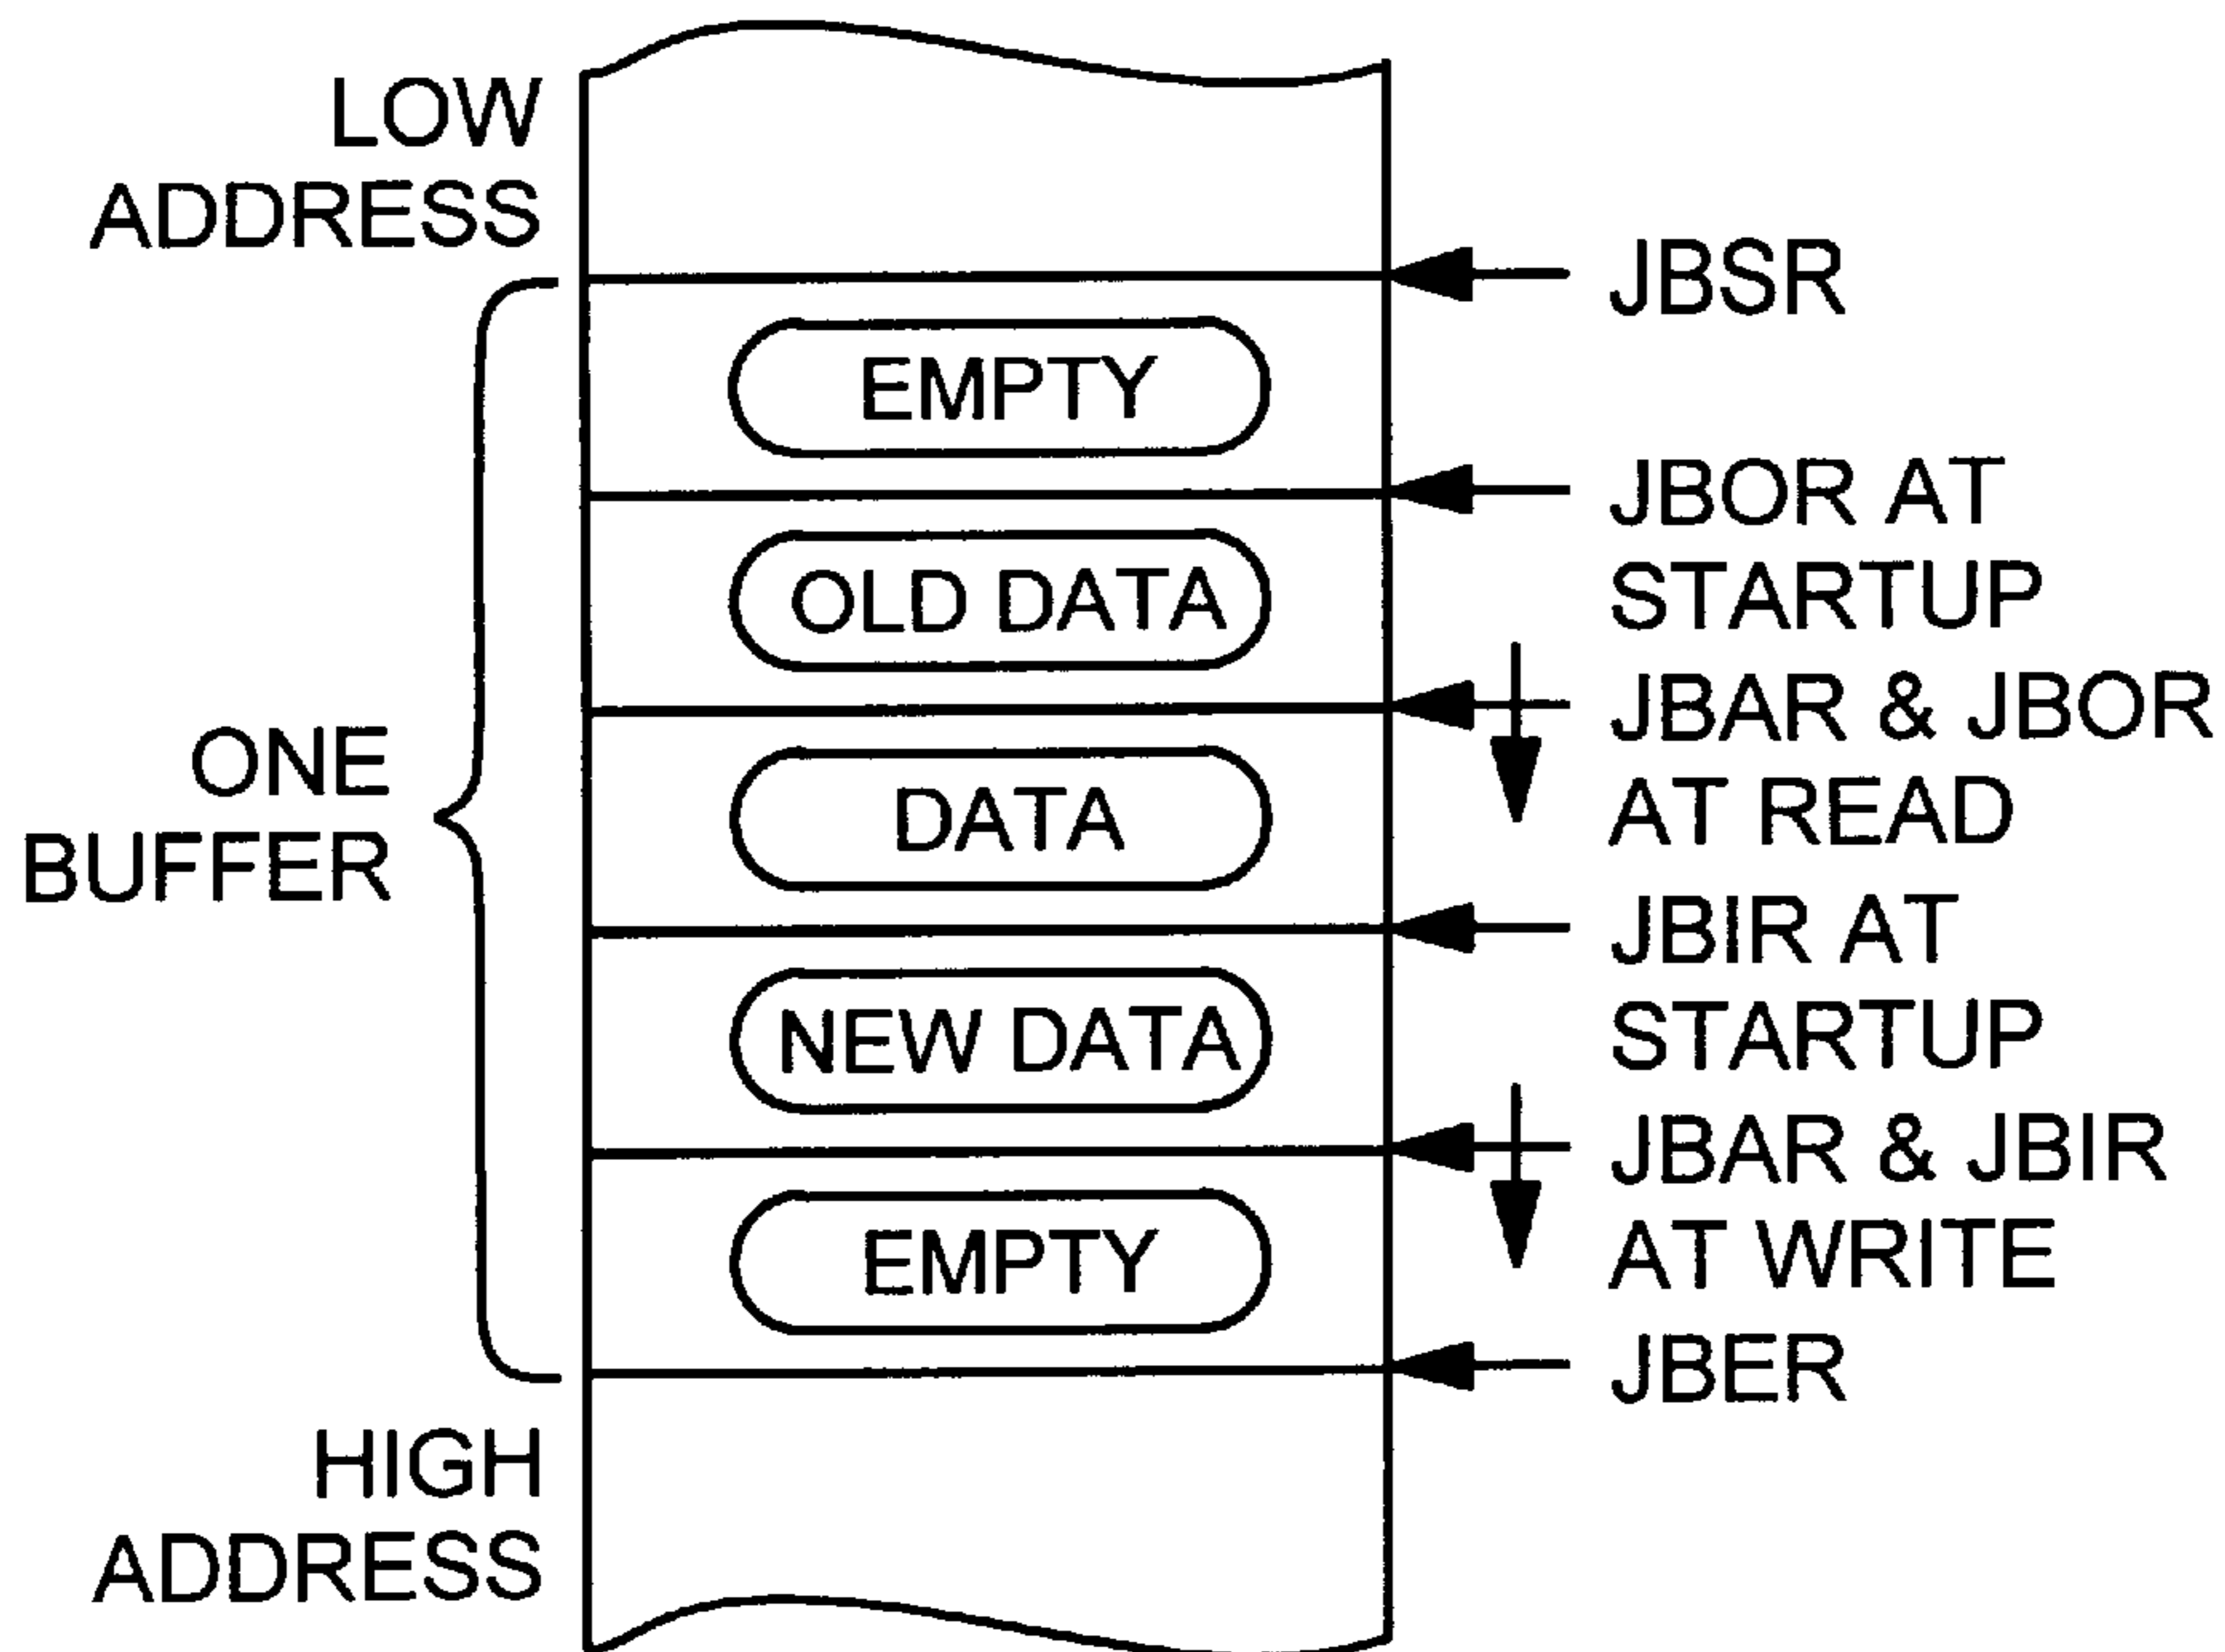 LOW
ADDRESS
JBSR
EMPTY
JBOR AT
STARTUP
OLD DATA
JBAR & JBOR
AT READ
ONE
BUFFER
DATA
JBIR AT
STARTUP
NEW DATA
JBAR & JBIR
AT WRITE
EMPTY
JBER
HIGH
ADDRESS